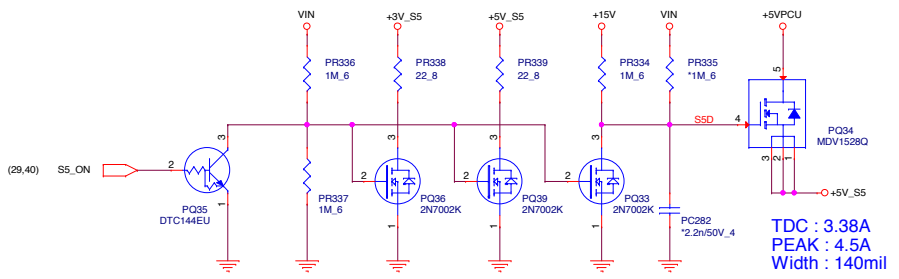 VIN
+3V_S5
+5V_S5
+15V
VIN
+5VPCU
PR336
1M_6
PR338
22_8
PR339
22_8
PR334
1M_6
PR335
*1M_6
5
S5D
4
PQ34
MDV1528Q
3
2
1
+5V_S5
(29,40)
S5_ON
2
3
1
PQ35
DTC144EU
PR337
1M_6
2
3
1
PQ36
2N7002K
2
3
1
PQ39
2N7002K
2
3
1
PQ33
2N7002K
PC282
*2.2n/50V_4
TDC : 3.38A
PEAK : 4.5A
Width : 140mil